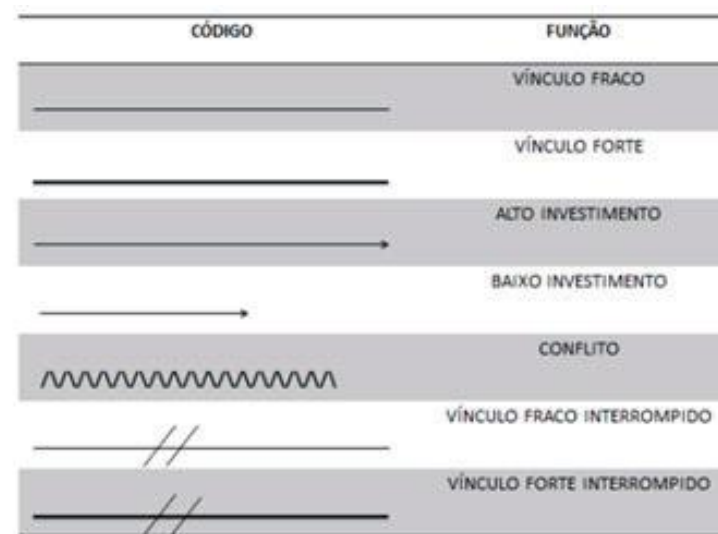 CÓDIGO FUNÇÃO
VÍNCULO FRACO
VÍNCULO FORTE
ALTO INVESTIMENTO
BAIXO INVESTIMENTO
CONFLITO
VÍNCULO FRACO INTERROMPIDO
VÍNCULO FORTE INTERROMPIDO